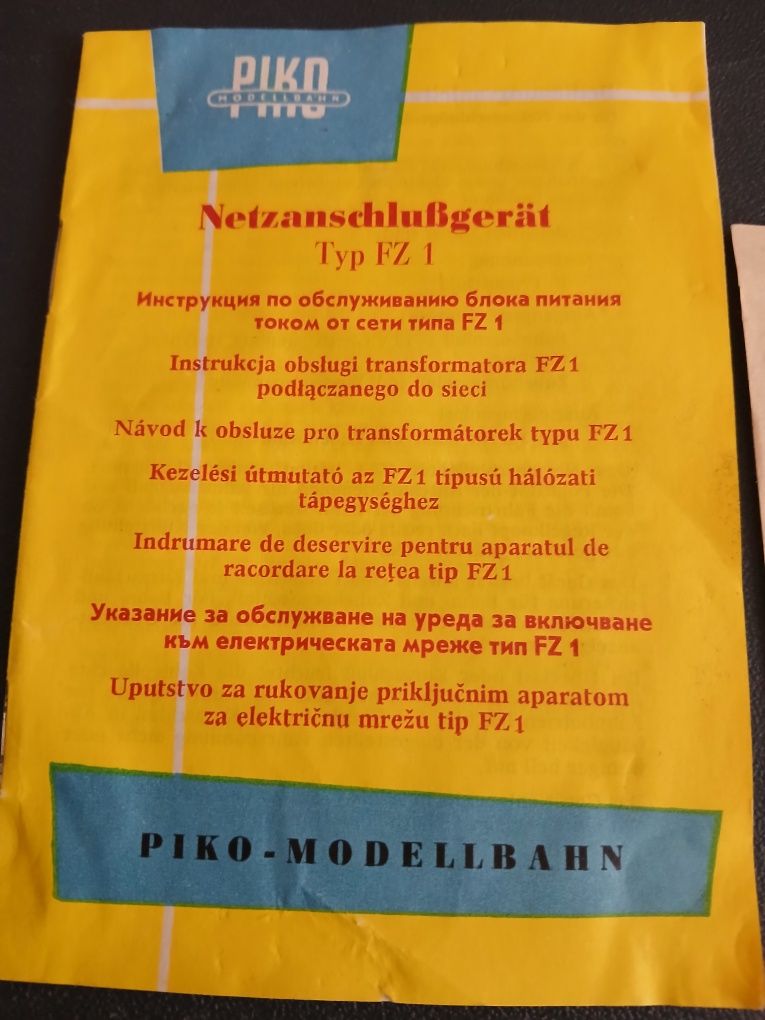 PIKO
MODELLBAHN
Netzanschlußgerät
Typ FZ 1
Инструкция по обслуживанию блока питания
током от сети типа FZ 1
Instrukcja obsługi transformatora FZ 1
podłączanego do sieci
Návod k obsluze pro transformátorek typu FZ 1
Kezelési útmutató az FZ 1 típusú hálózati
tápegységhez
Indrumare de deservire pentru aparatul de
racordare la rețea tip FZ 1
Указание за обслужване на уреда за включване
към електрическата мреже тип FZ 1
Uputstvo za rukovanje priključnim aparatom
za električnu mrežu tip FZ 1
PIKO-MODELLBAHN